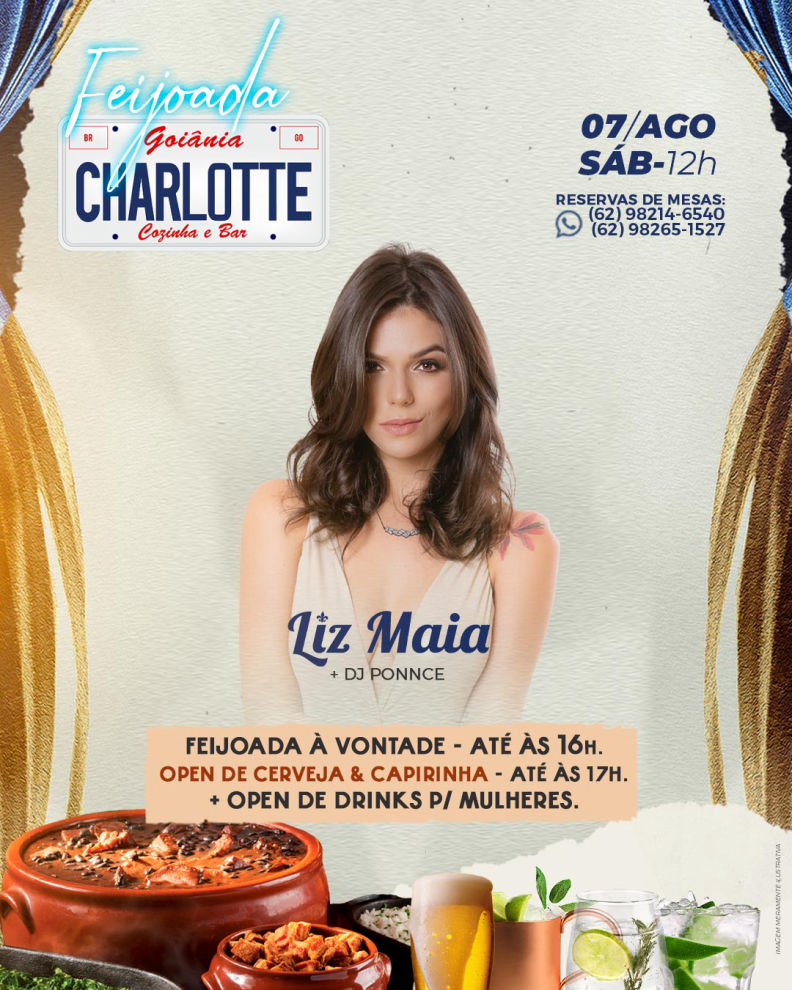 Feijoada
BR
Goiânia
GO
CHARLOTTE
Cozinha e Bar
07/AGO
SÁB-12h
RESERVAS DE MESAS:
(62) 98214-6540
(62) 98265-1527
Liz Maia
+ DJ PONNCE
FEIJOADA À VONTADE - ATÉ ÀS 16H.
OPEN DE CERVEJA & CAPIRINHA - ATÉ ÀS 17H.
+ OPEN DE DRINKS P/ MULHERES.
IMAGEM MERAMENTE ILUSTRATIVA